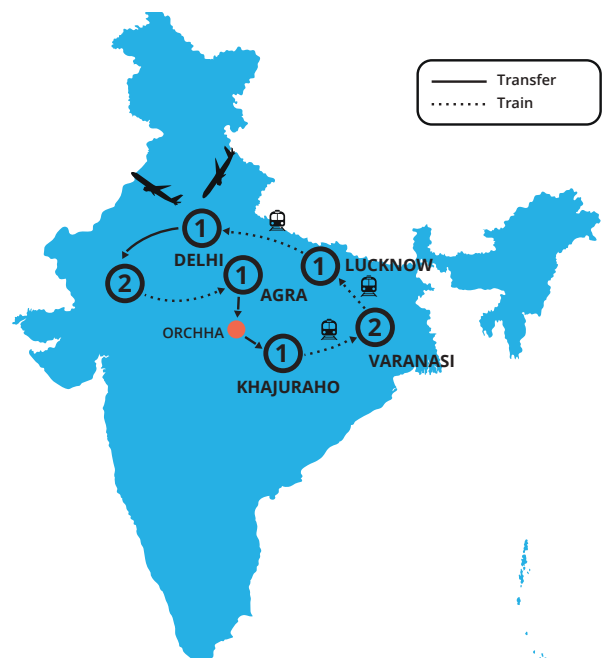 Transfer
Train
1
DELHI
2
1
AGRA
1
LUCKNOW
ORCHHA
1
KHAJURAHO
2
VARANASI